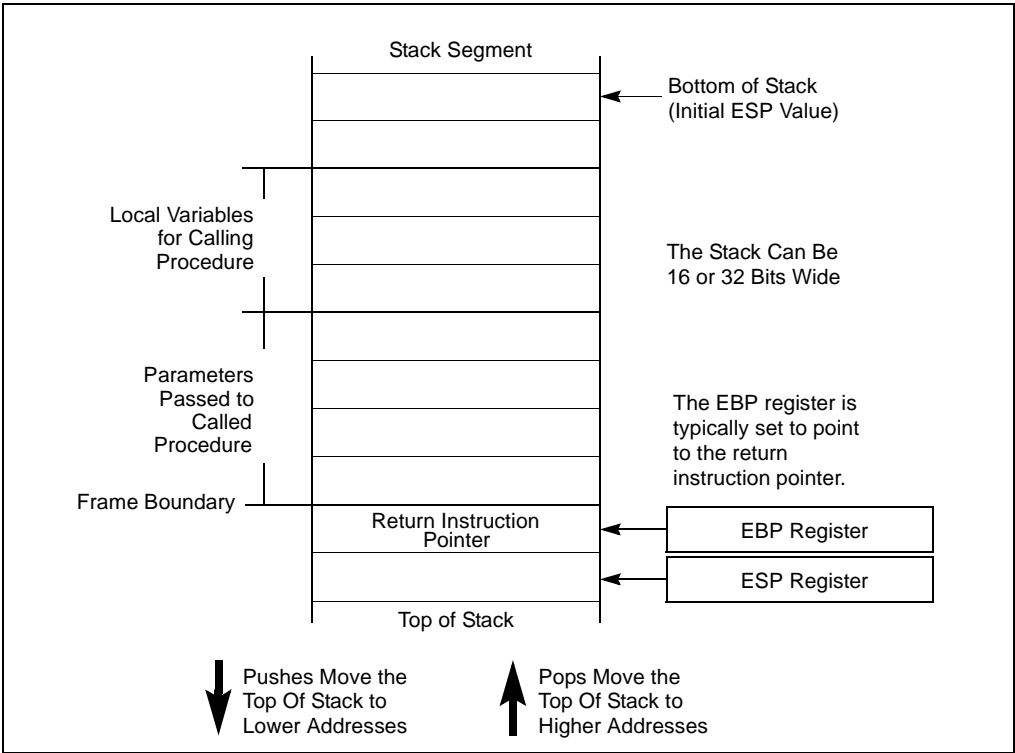 Stack Segment
Bottom of Stack
(Initial ESP Value)
Local Variables
for Calling
Procedure
The Stack Can Be
16 or 32 Bits Wide
Parameters
Passed to
Called
Procedure
The EBP register is
typically set to point
to the return
instruction pointer.
Frame Boundary
Return Instruction
Pointer
EBP Register
ESP Register
Top of Stack
Pushes Move the
Top Of Stack to
Lower Addresses
Pops Move the
Top Of Stack to
Higher Addresses